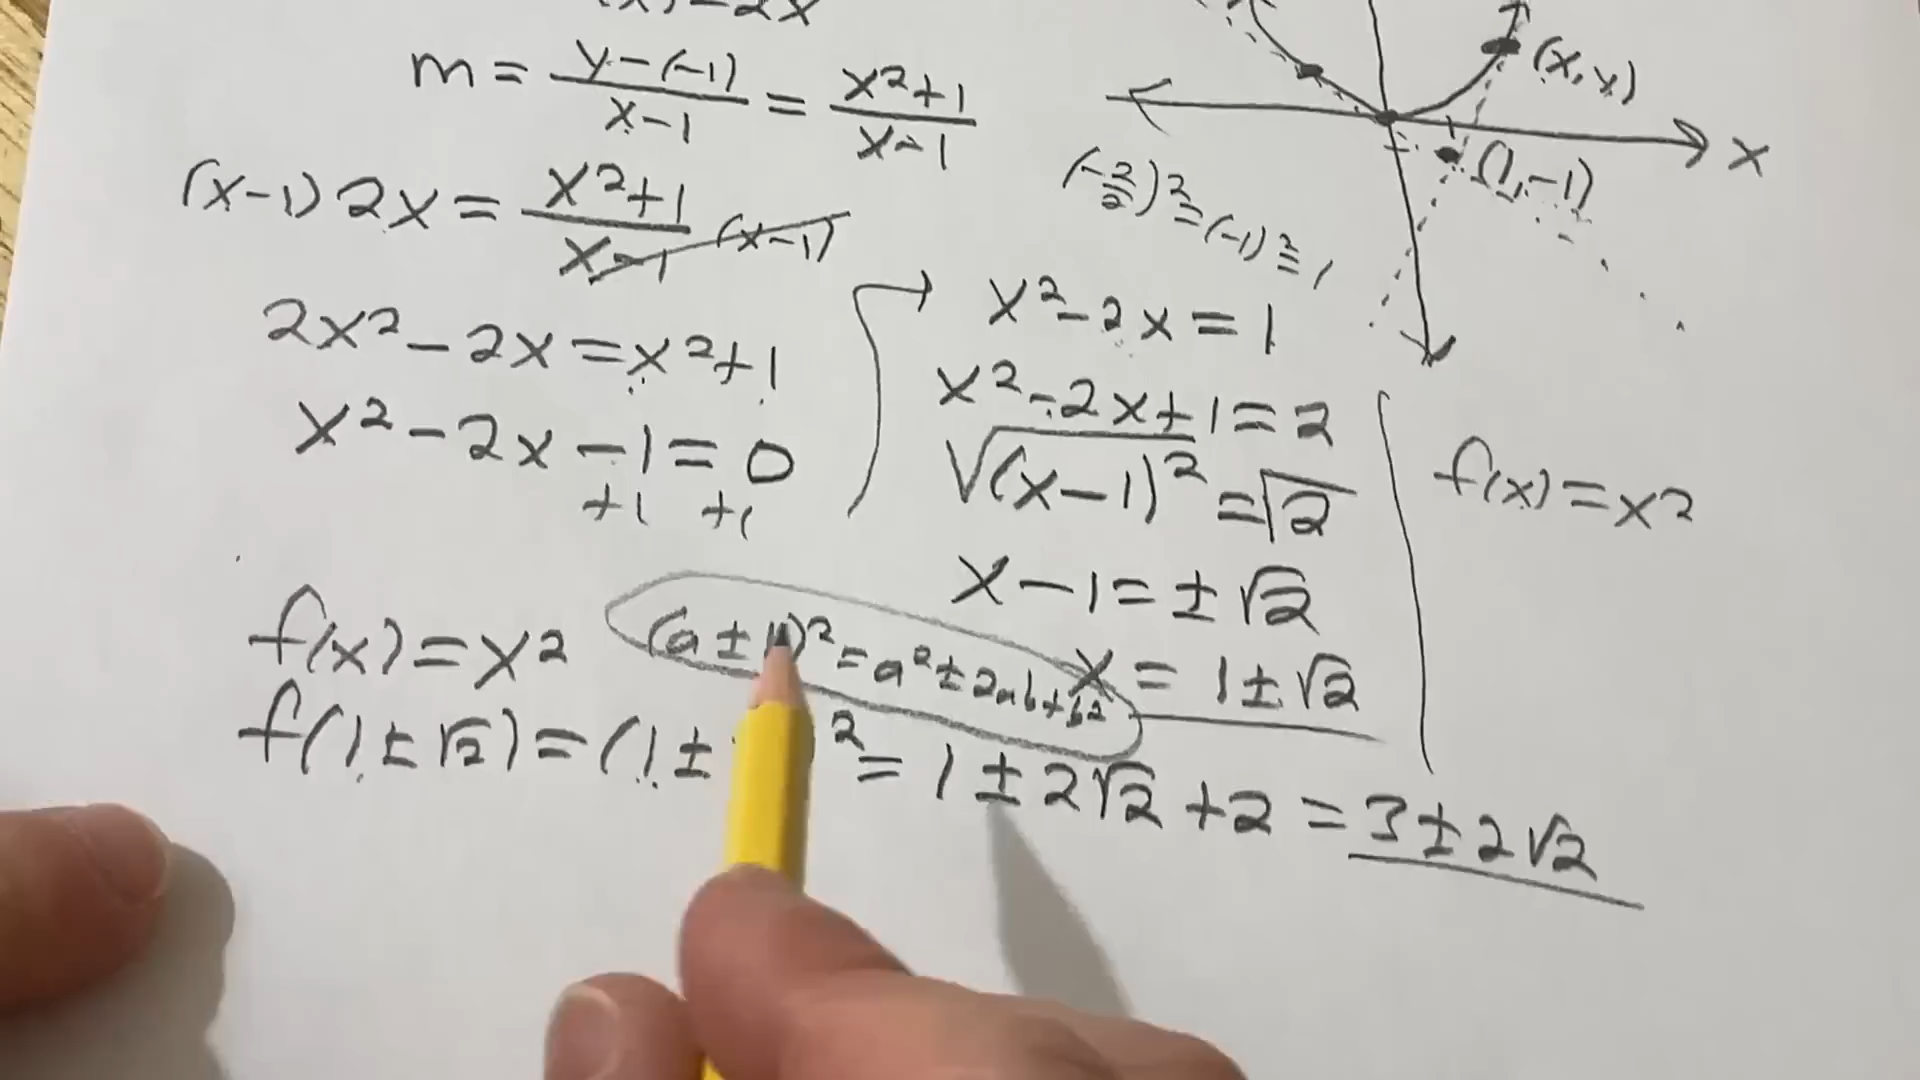 m = y-(-1)/x-1 = x²+1/x-1
(x-1) 2x = x²+1/x-1 (x-1)
2x²-2x = x²+1
x²-2x-1 = 0
+1 +1
(x,y)
x
(1,-1)
(-2/2)² = (-1)² = 1
x²-2x = 1
x²-2x+1 = 2
√(x-1)² = √2
x-1 = ±√2
x = 1±√2
f(x) = x²
f(x) = x²
(a± )² = a²±2ab+b²
f(1±√2) = (1± )² = 1±2√2+2 = 3±2√2